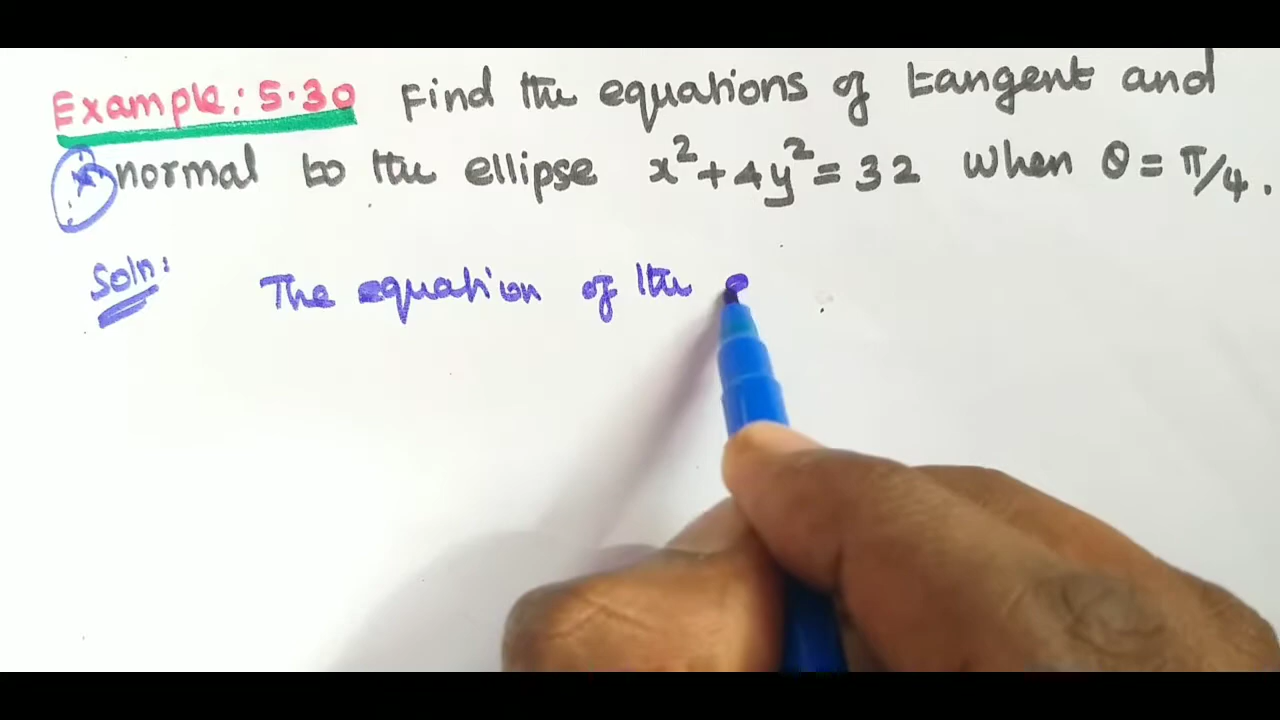 Example: 5.30 Find the equations of tangent and
* normal to the ellipse x²+4y²=32 when θ=π/4.
Soln: The equation of the e